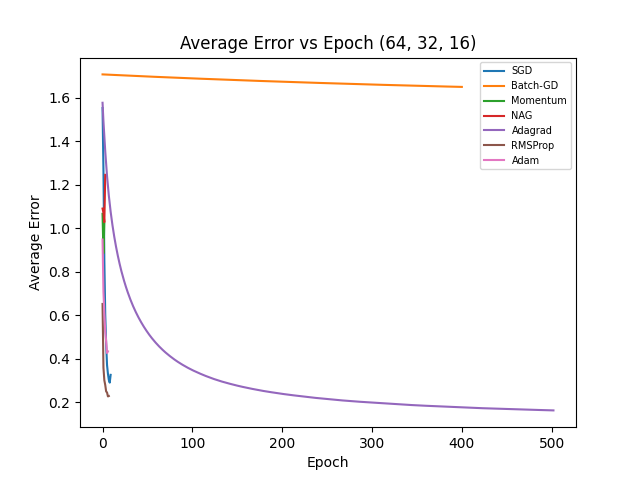 Average Error vs Epoch (64, 32, 16)
SGD
Batch-GD
Momentum
NAG
Adagrad
RMSProp
Adam
1.6
1.4
1.2
1.0
0.8
0.6
0.4
0.2
Average Error
0 100 200 300 400 500
Epoch